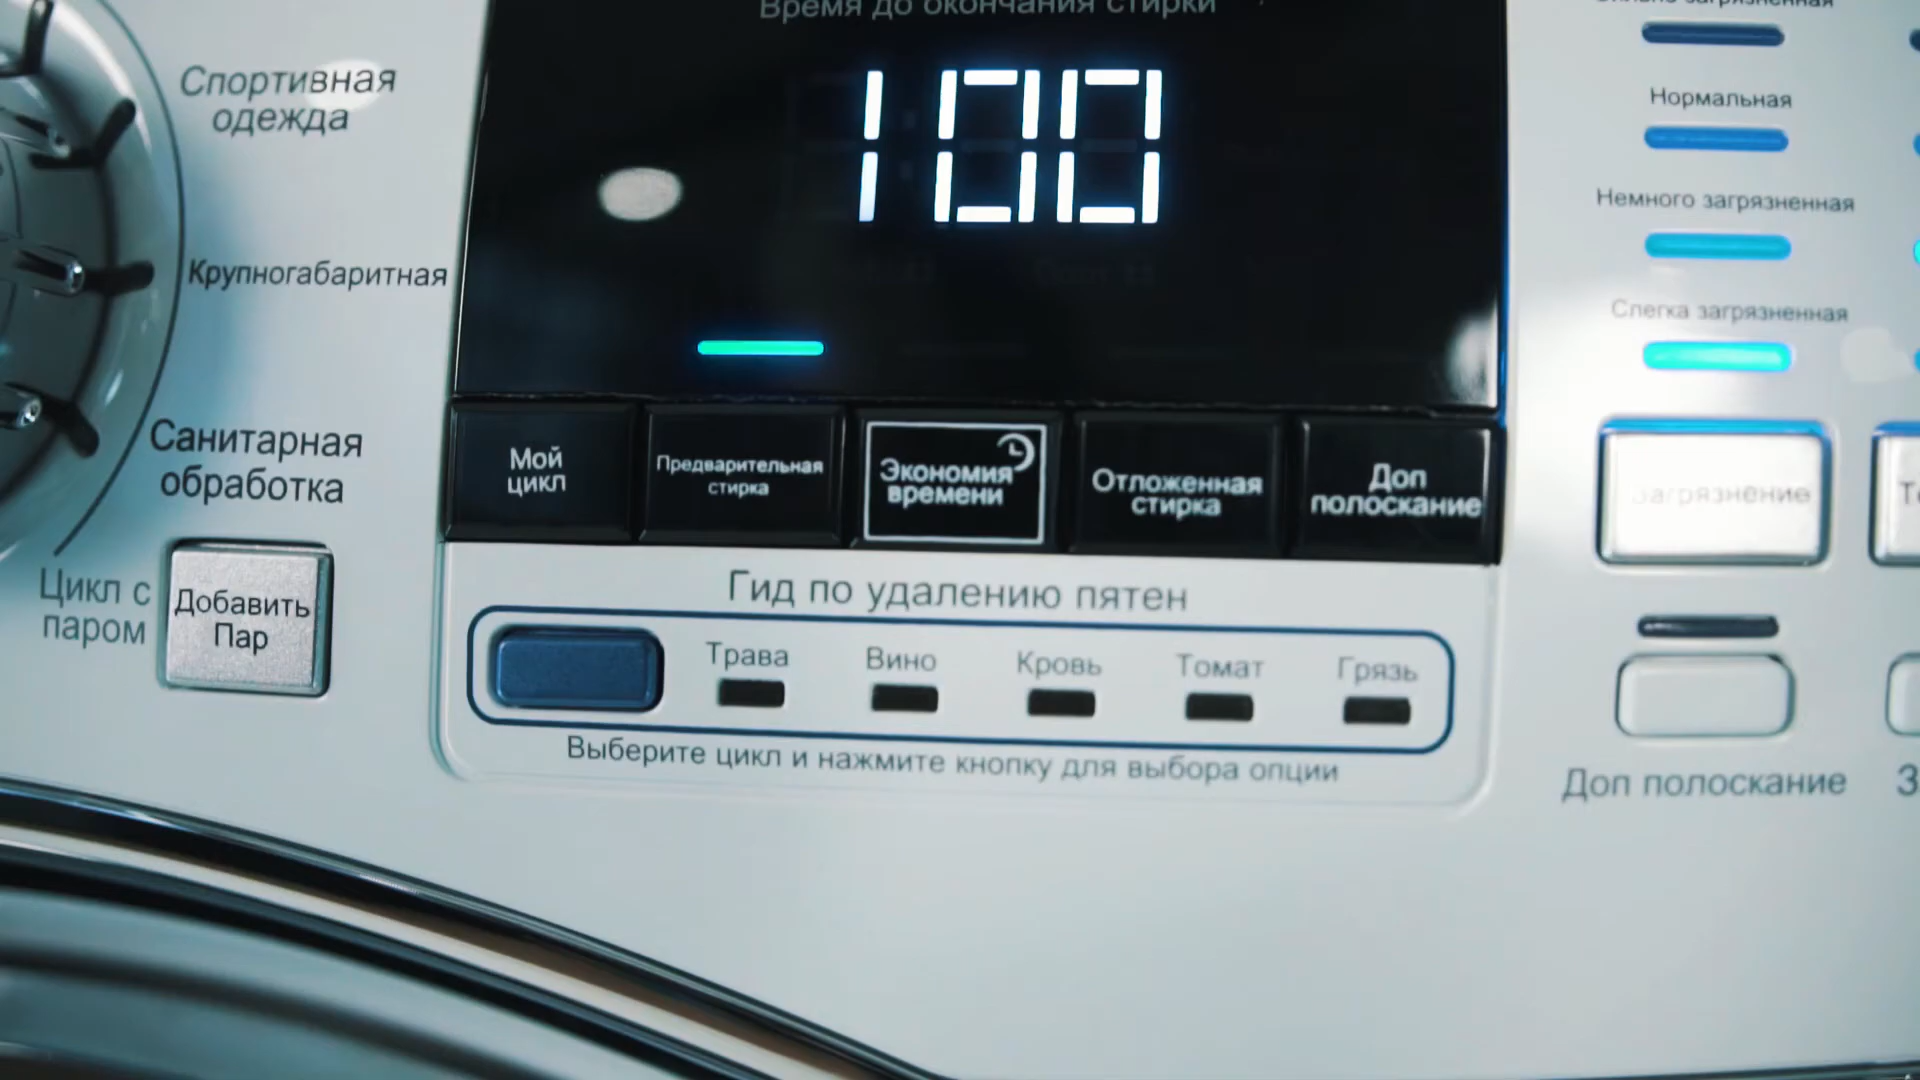 Время до окончания стирки
100
Спортивная
одежда
Крупногабаритная
Санитарная
обработка
Цикл с
паром
Добавить
Пар
Мой
цикл
Предварительная
стирка
Экономия
времени
Отложенная
стирка
Доп
полоскание
Гид по удалению пятен
Трава
Вино
Кровь
Томат
Грязь
Выберите цикл и нажмите кнопку для выбора опции
загрязненная
Нормальная
Немного загрязненная
Слегка загрязненная
Загрязнение
Доп полоскание